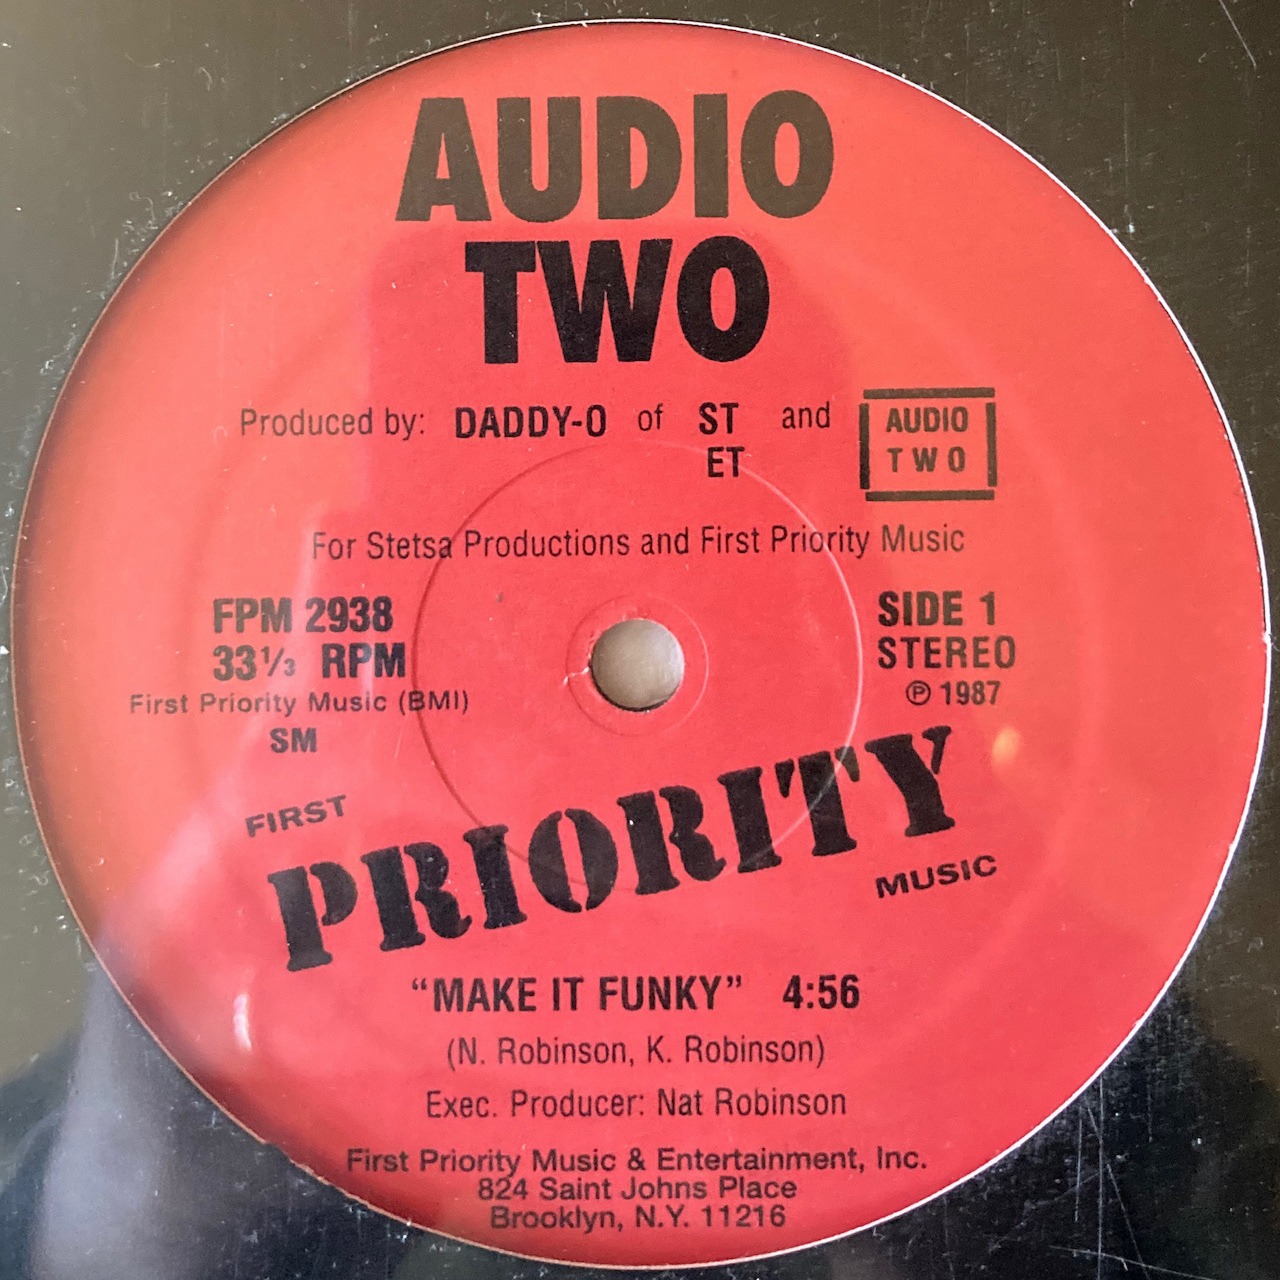 AUDIO
TWO
Produced by: DADDY-O of ST and AUDIO
ET TWO
For Stetsa Productions and First Priority Music
FPM 2938 SIDE 1
33⅓ RPM STEREO
First Priority Music (BMI) ℗ 1987
SM
FIRST
PRIORITY
MUSIC
“MAKE IT FUNKY” 4:56
(N. Robinson, K. Robinson)
Exec. Producer: Nat Robinson
First Priority Music & Entertainment, Inc.
824 Saint Johns Place
Brooklyn, N.Y. 11216